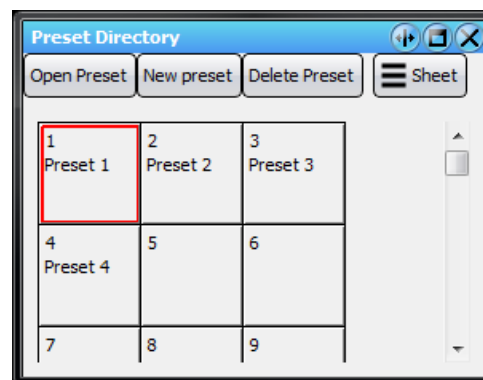 Preset Directory
Open Preset New preset Delete Preset Sheet
1 2 3
Preset 1 Preset 2 Preset 3
4 5 6
Preset 4
7 8 9